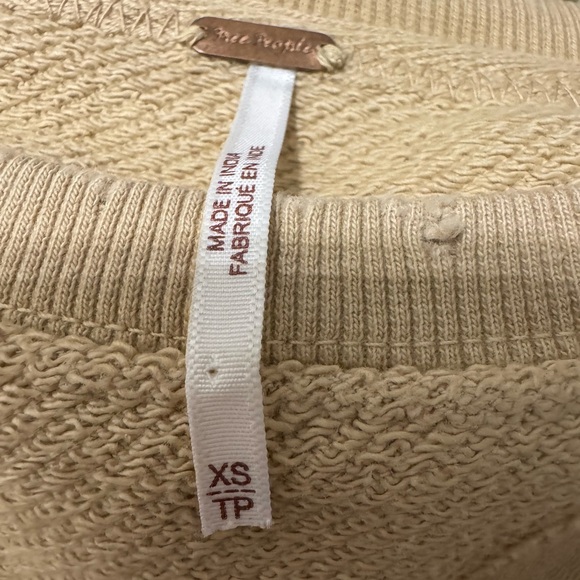 Free People
MADE IN INDIA
FABRIQUÉ EN INDE
XS
TP